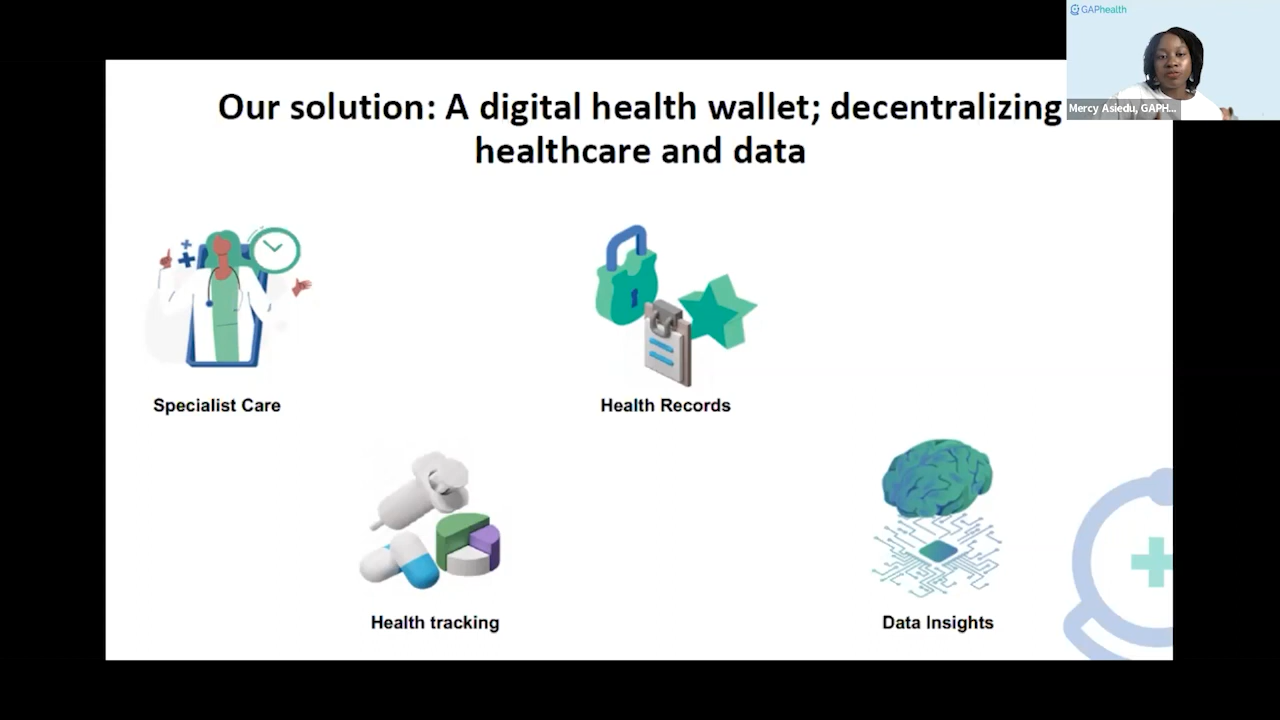 GAPhealth
Mercy Asiedu, GAPH...
Our solution: A digital health wallet; decentralizing
healthcare and data
Specialist Care
Health Records
Health tracking
Data Insights